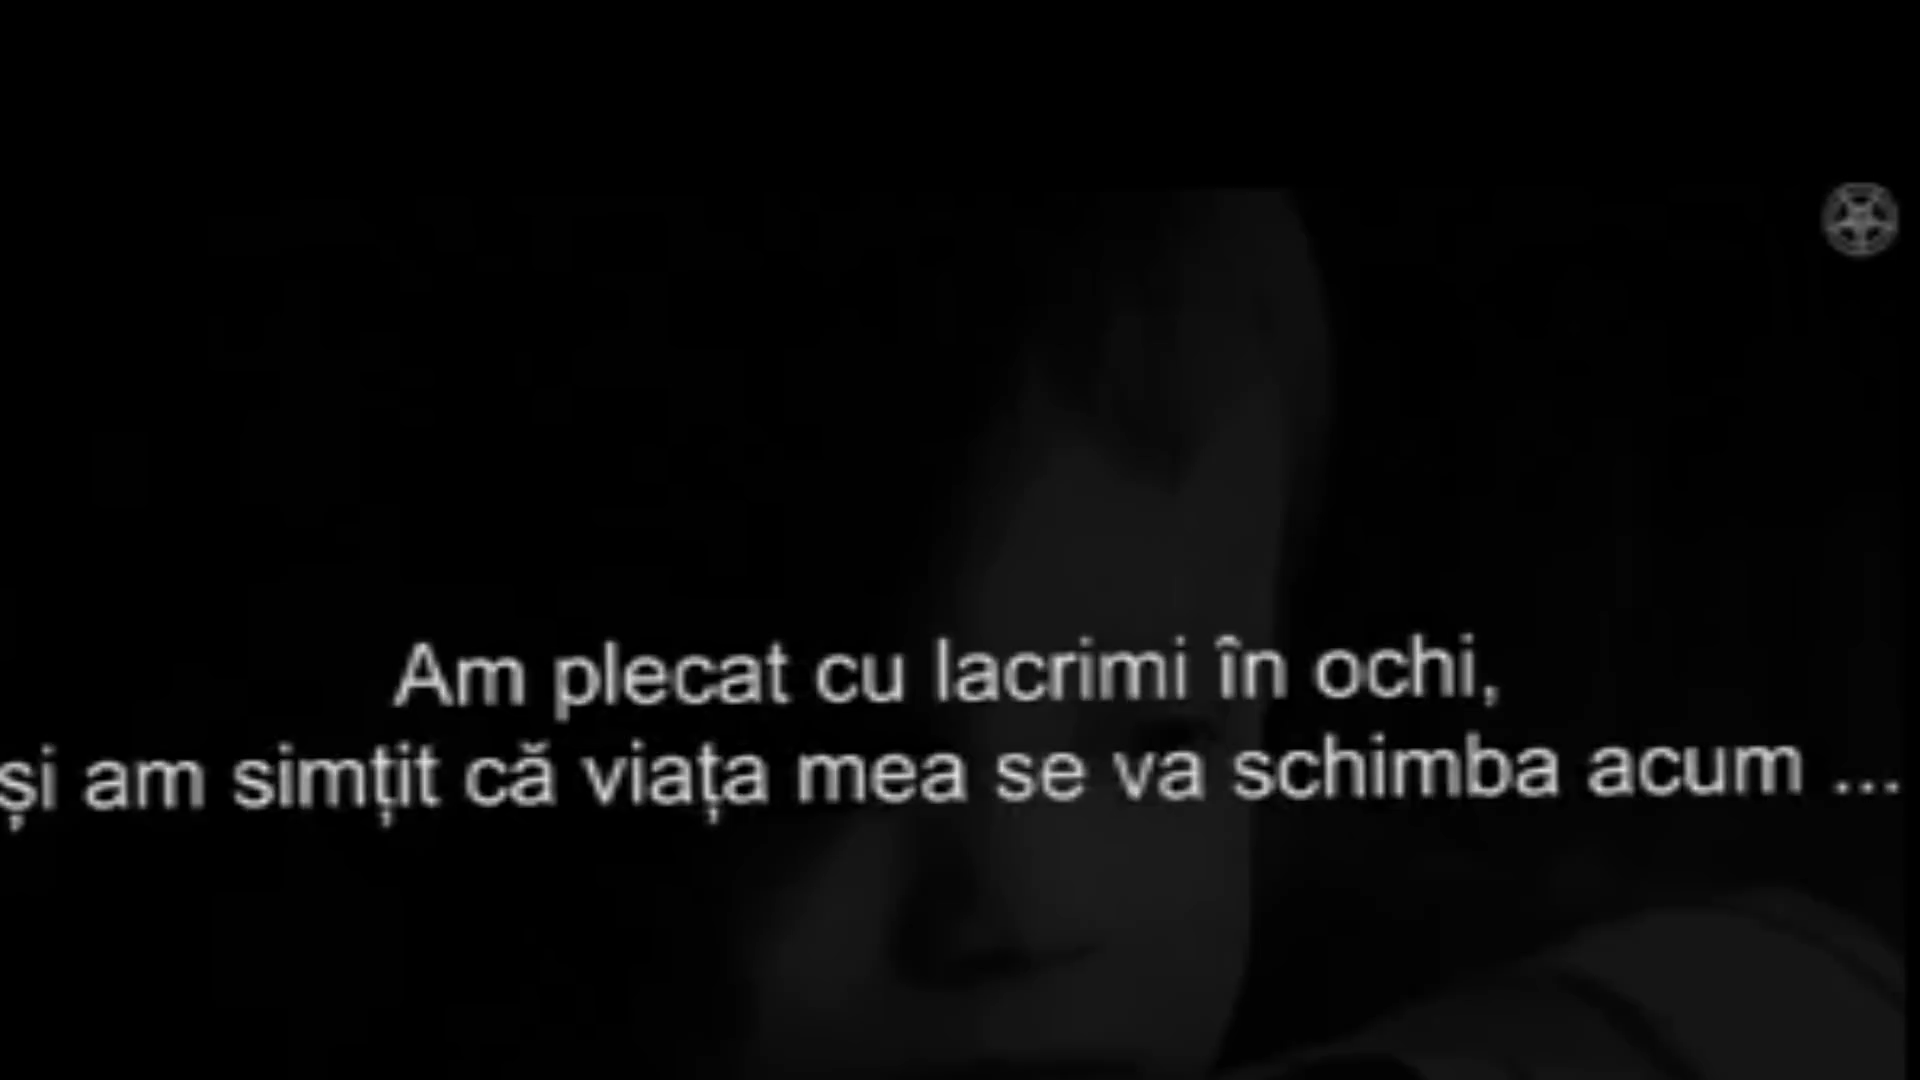 Am plecat cu lacrimi în ochi,
și am simțit că viața mea se va schimba acum ...